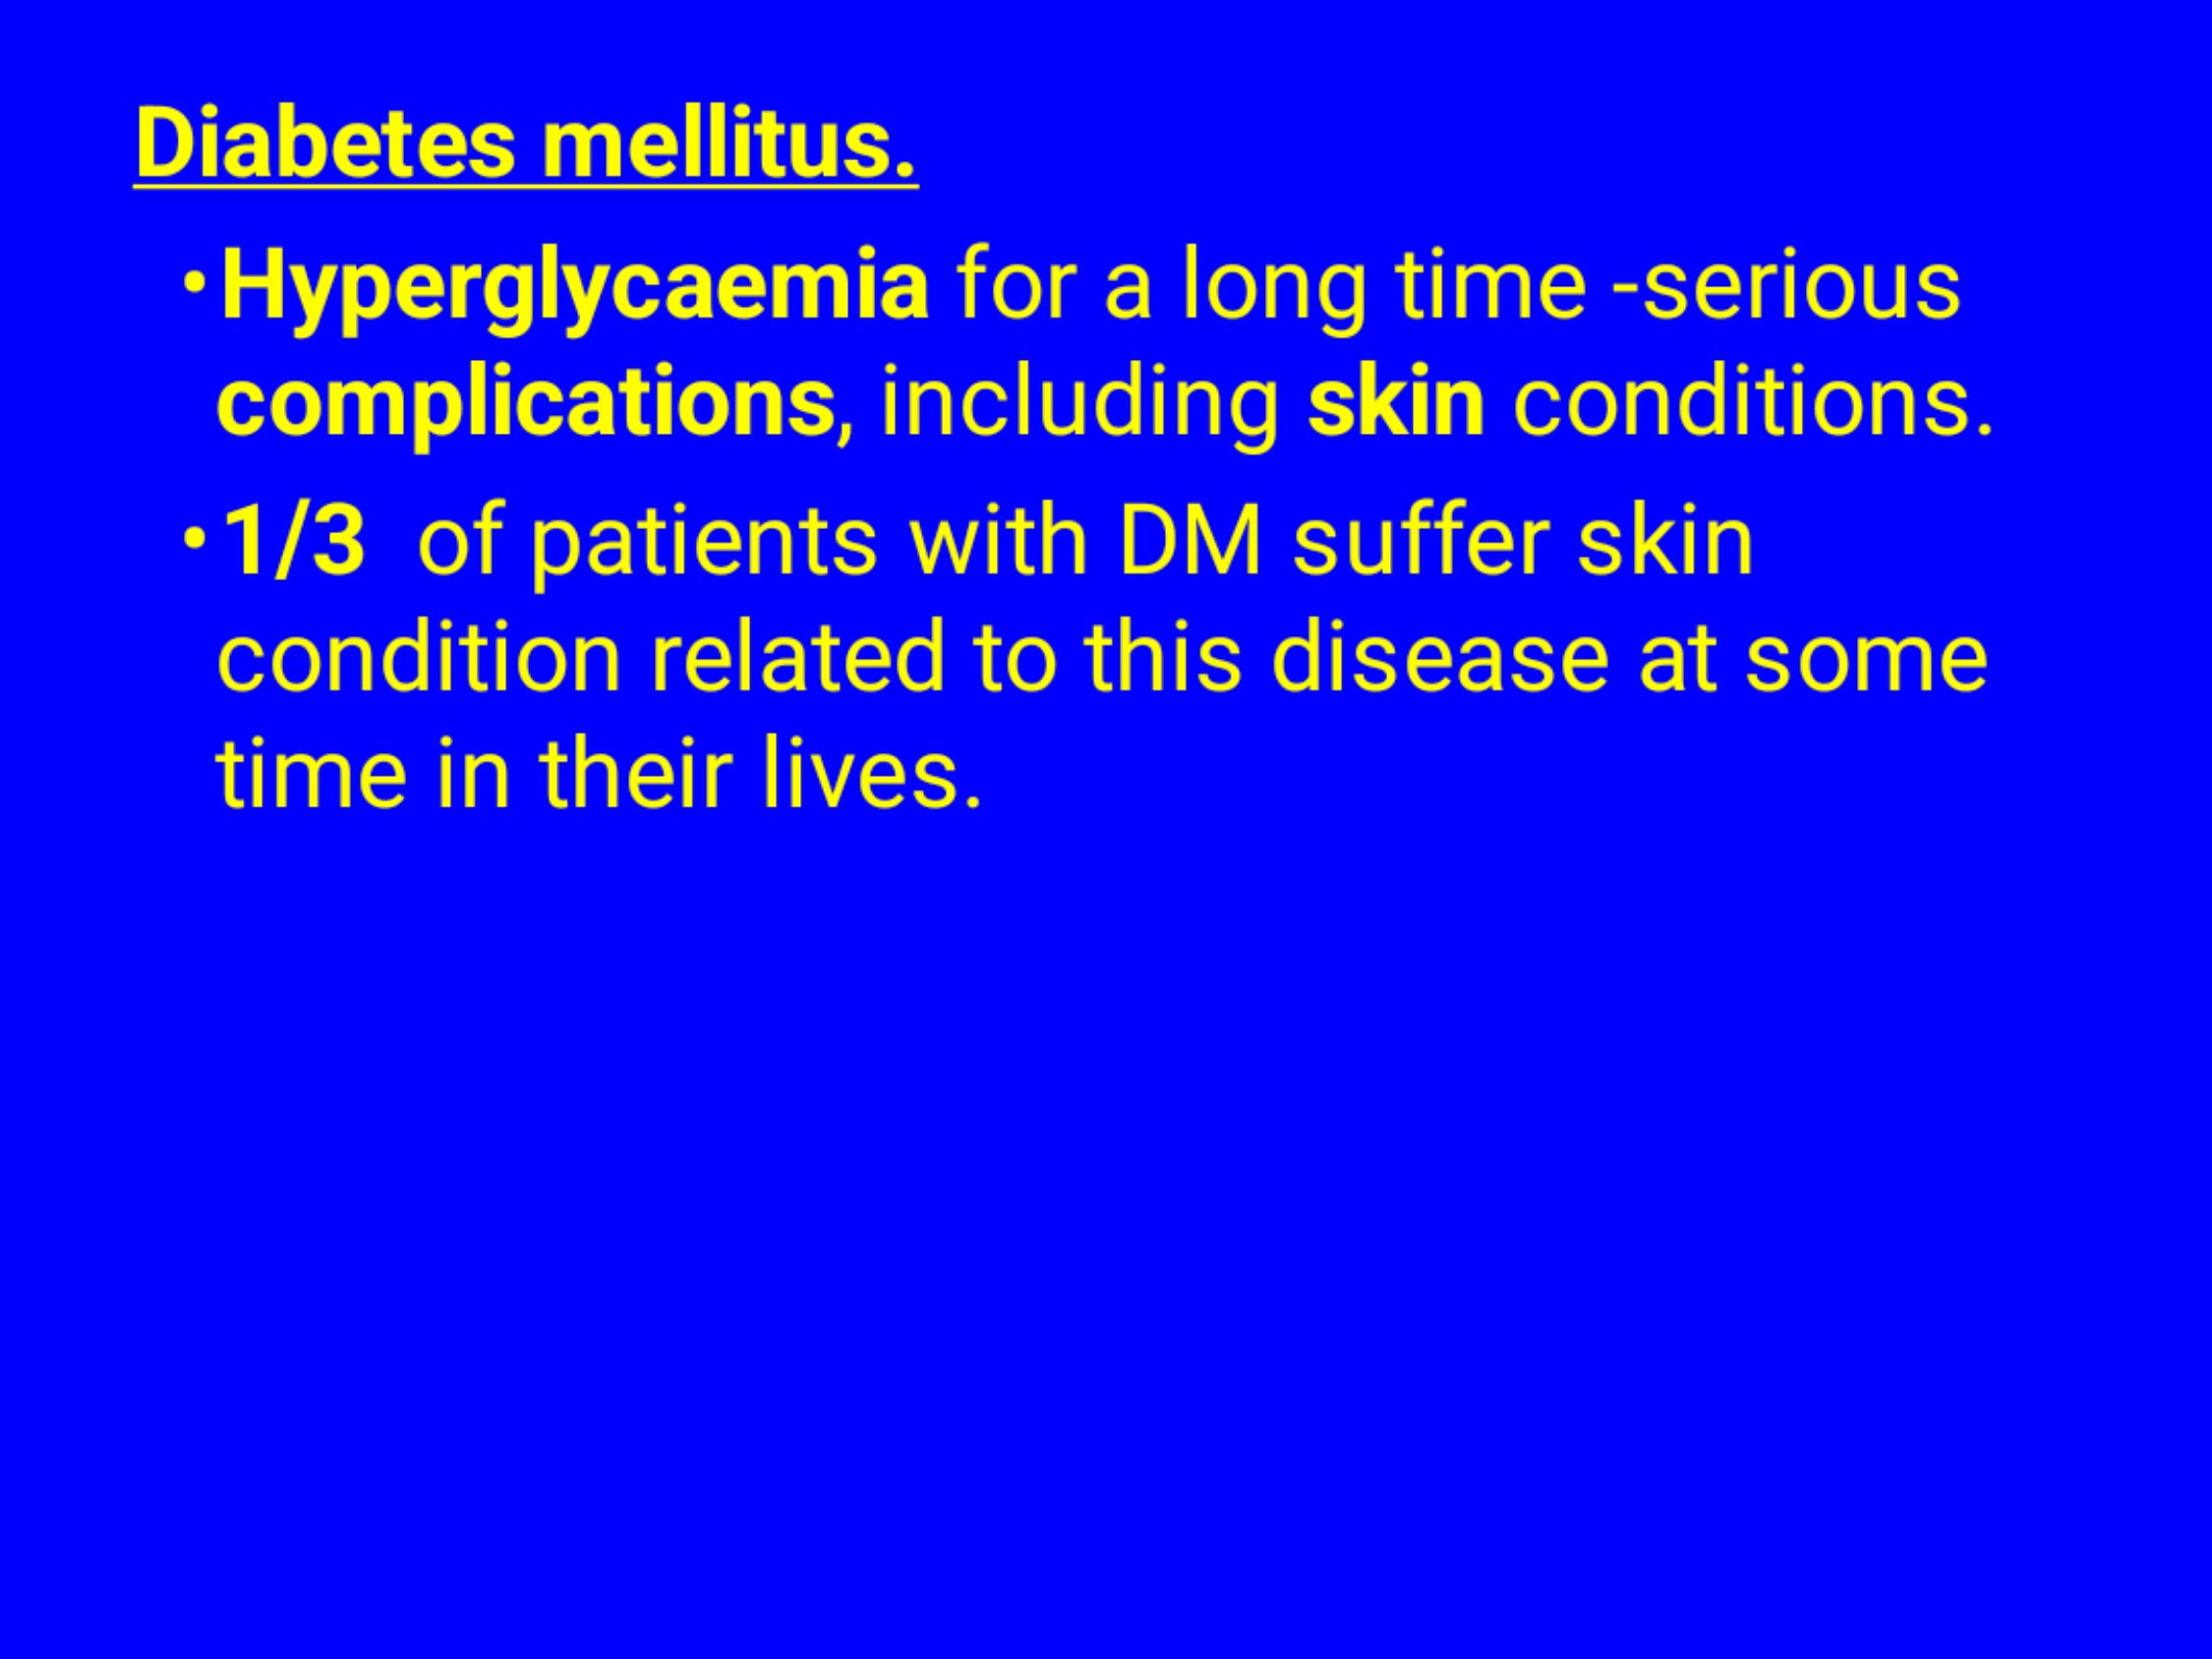 Diabetes mellitus.
•Hyperglycaemia for a long time -serious
complications, including skin conditions.
•1/3  of patients with DM suffer skin
condition related to this disease at some
time in their lives.